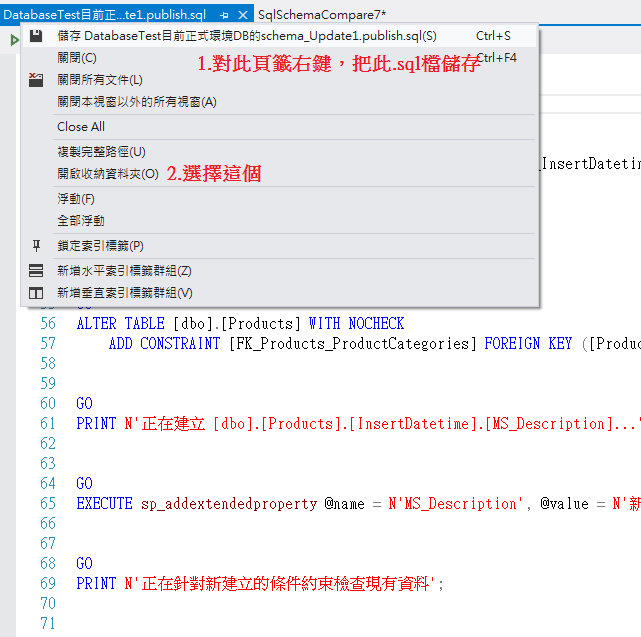 DatabaseTest目前正...te1.publish.sql
SqlSchemaCompare7*
儲存 DatabaseTest目前正式環境DB的schema_Update1.publish.sql(S) Ctrl+S
關閉(C) Ctrl+F4
1.對此頁籤右鍵，把此.sql檔儲存
關閉所有文件(L)
關閉本視窗以外的所有視窗(A)
Close All
複製完整路徑(U)
_InsertDatetim
開啟收納資料夾(O)
2.選擇這個
浮動(F)
全部浮動
鎖定索引標籤(P)
新增水平索引標籤群組(Z)
新增垂直索引標籤群組(V)
56 ALTER TABLE [dbo].[Products] WITH NOCHECK
57 ADD CONSTRAINT [FK_Products_ProductCategories] FOREIGN KEY ([Produc
58
59
60 GO
61 PRINT N'正在建立 [dbo].[Products].[InsertDatetime].[MS_Description]...'
62
63
64 GO
65 EXECUTE sp_addextendedproperty @name = N'MS_Description', @value = N'新
66
67
68 GO
69 PRINT N'正在針對新建立的條件約束檢查現有資料';
70
71